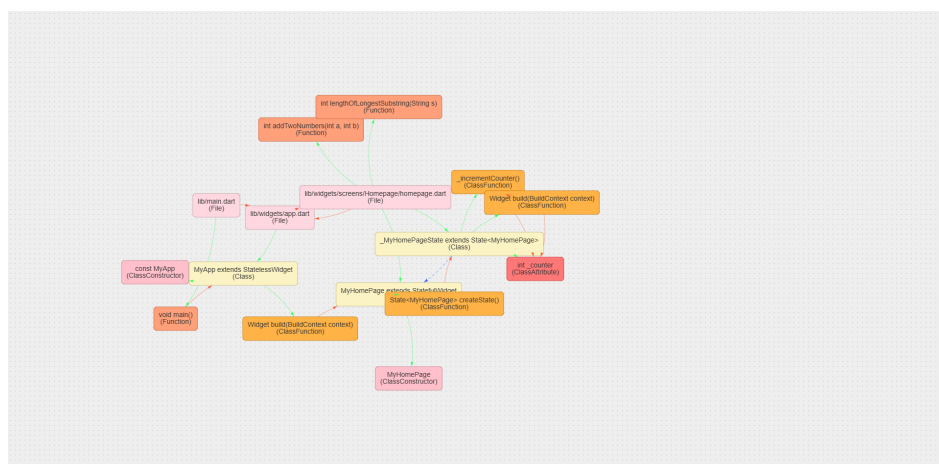 int lengthOfLongestSubstring(String s)
(Function)
int addTwoNumbers(int a, int b)
(Function)
_incrementCounter()
(ClassFunction)
lib/widgets/screens/Homepage/homepage.dart
(File)
Widget build(BuildContext context)
(ClassFunction)
lib/main.dart
(File)
lib/widgets/app.dart
(File)
_MyHomePageState extends State<MyHomePage>
(Class)
int _counter
(ClassAttribute)
const MyApp
(ClassConstructor)
MyApp extends StatelessWidget
(Class)
MyHomePage extends StatefulWidget
State<MyHomePage> createState()
(ClassFunction)
void main()
(Function)
Widget build(BuildContext context)
(ClassFunction)
MyHomePage
(ClassConstructor)